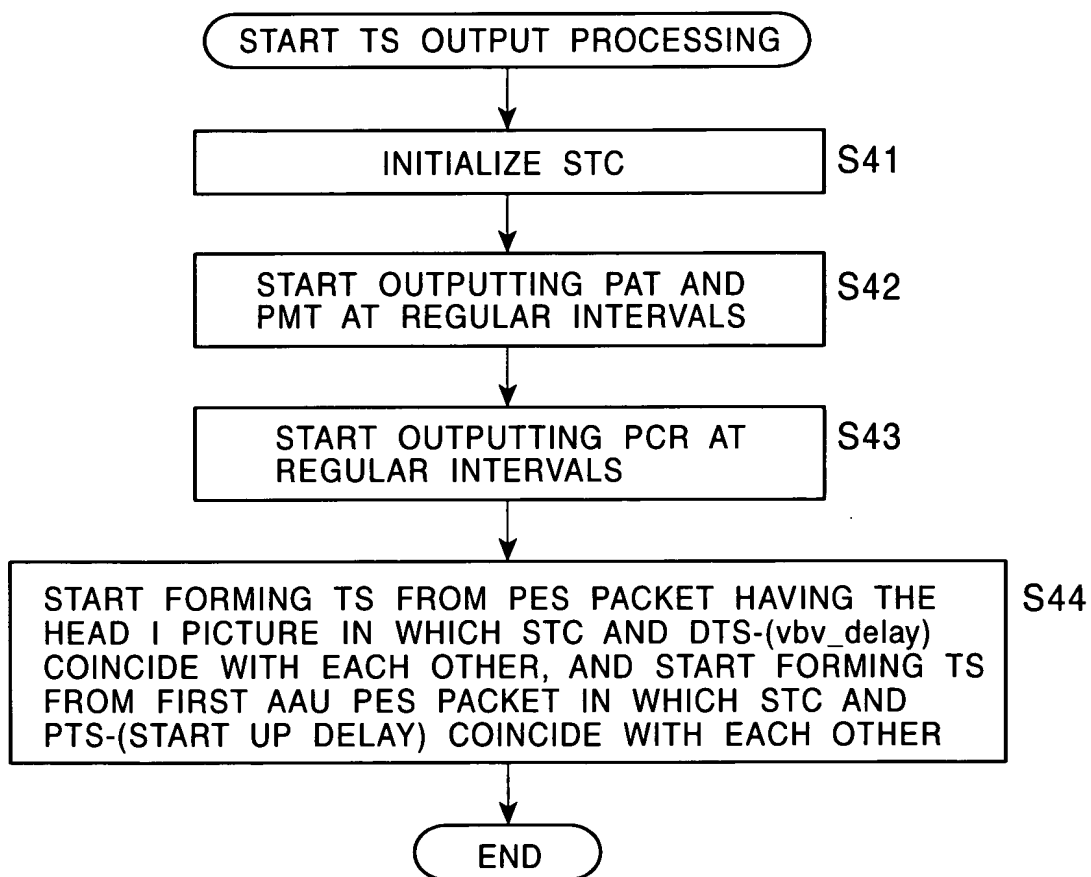 START TS OUTPUT PROCESSING
INITIALIZE STC
S41
START OUTPUTTING PAT AND
PMT AT REGULAR INTERVALS
S42
START OUTPUTTING PCR AT
REGULAR INTERVALS
S43
START FORMING TS FROM PES PACKET HAVING THE
HEAD I PICTURE IN WHICH STC AND DTS-(vbv_delay)
COINCIDE WITH EACH OTHER, AND START FORMING TS
FROM FIRST AAU PES PACKET IN WHICH STC AND
PTS-(START UP DELAY) COINCIDE WITH EACH OTHER
S44
END